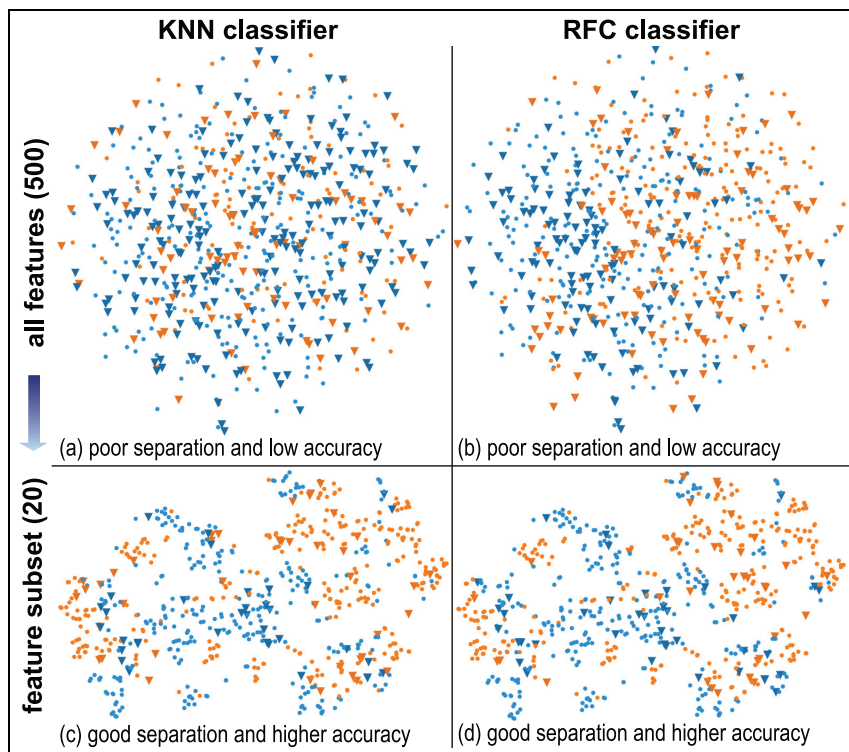 KNN classifier
RFC classifier
all features (500)
(a) poor separation and low accuracy
(b) poor separation and low accuracy
feature subset (20)
(c) good separation and higher accuracy
(d) good separation and higher accuracy